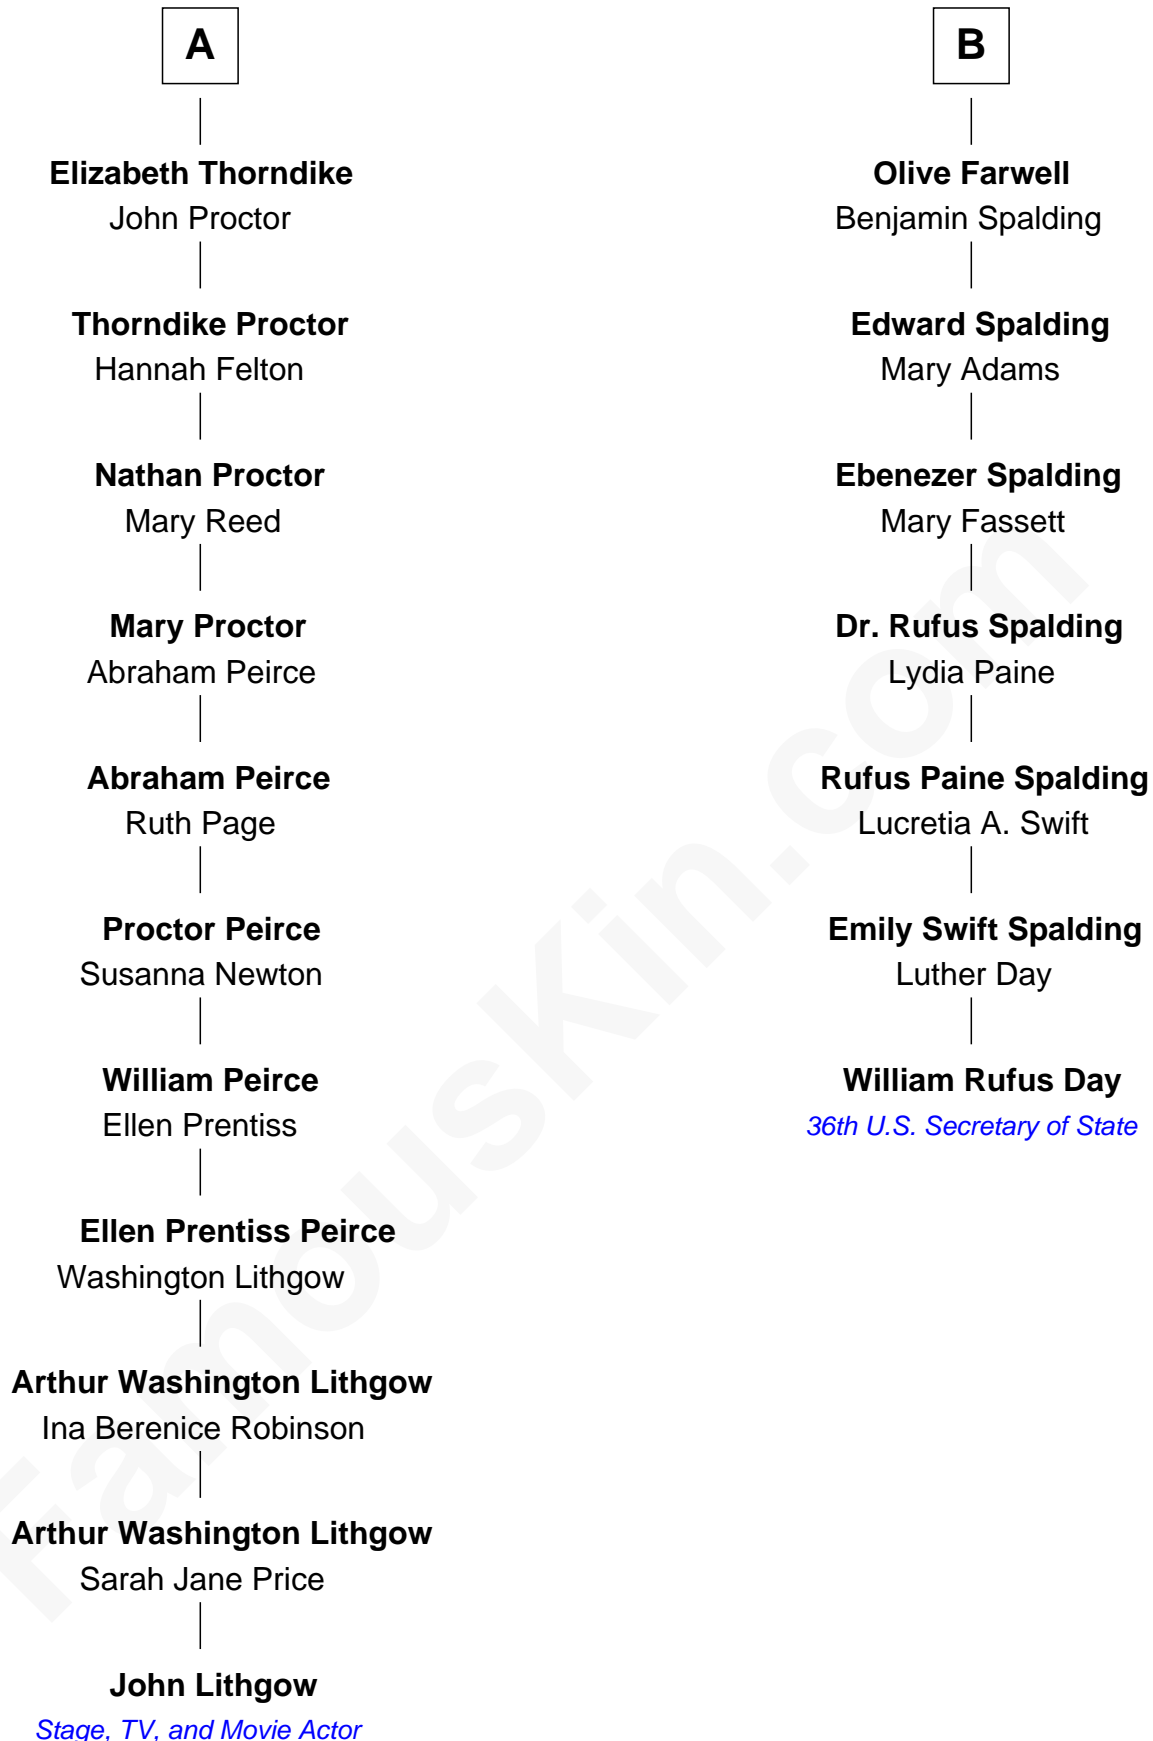 A
Elizabeth Thorndike
John Proctor
Thorndike Proctor
Hannah Felton
Nathan Proctor
Mary Reed
Mary Proctor
Abraham Peirce
Abraham Peirce
Ruth Page
Proctor Peirce
Susanna Newton
William Peirce
Ellen Prentiss
Ellen Prentiss Peirce
Washington Lithgow
Arthur Washington Lithgow
Ina Berenice Robinson
Arthur Washington Lithgow
Sarah Jane Price
John Lithgow
Stage, TV, and Movie Actor
B
Olive Farwell
Benjamin Spalding
Edward Spalding
Mary Adams
Ebenezer Spalding
Mary Fassett
Dr. Rufus Spalding
Lydia Paine
Rufus Paine Spalding
Lucretia A. Swift
Emily Swift Spalding
Luther Day
William Rufus Day
36th U.S. Secretary of State
FamousKin.com